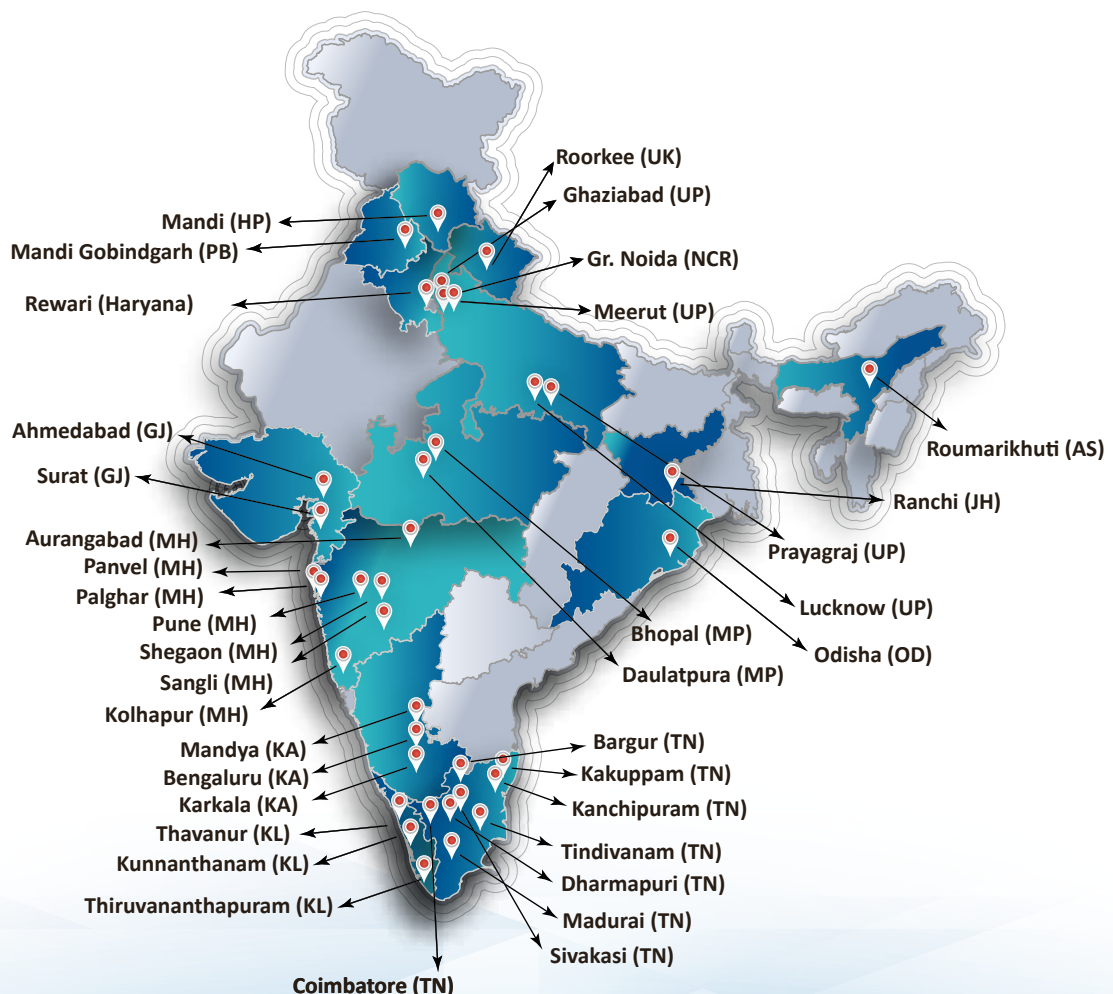 Roorkee (UK)
Ghaziabad (UP)
Mandi (HP)
Mandi Gobindgarh (PB)
Gr. Noida (NCR)
Rewari (Haryana)
Meerut (UP)
Ahmedabad (GJ)
Roumarikhuti (AS)
Surat (GJ)
Ranchi (JH)
Aurangabad (MH)
Prayagraj (UP)
Panvel (MH)
Palghar (MH)
Lucknow (UP)
Pune (MH)
Bhopal (MP)
Shegaon (MH)
Odisha (OD)
Daulatpura (MP)
Sangli (MH)
Kolhapur (MH)
Mandya (KA)
Bargur (TN)
Bengaluru (KA)
Kakuppam (TN)
Karkala (KA)
Kanchipuram (TN)
Thavanur (KL)
Tindivanam (TN)
Kunnanthanam (KL)
Dharmapuri (TN)
Thiruvananthapuram (KL)
Madurai (TN)
Sivakasi (TN)
Coimbatore (TN)